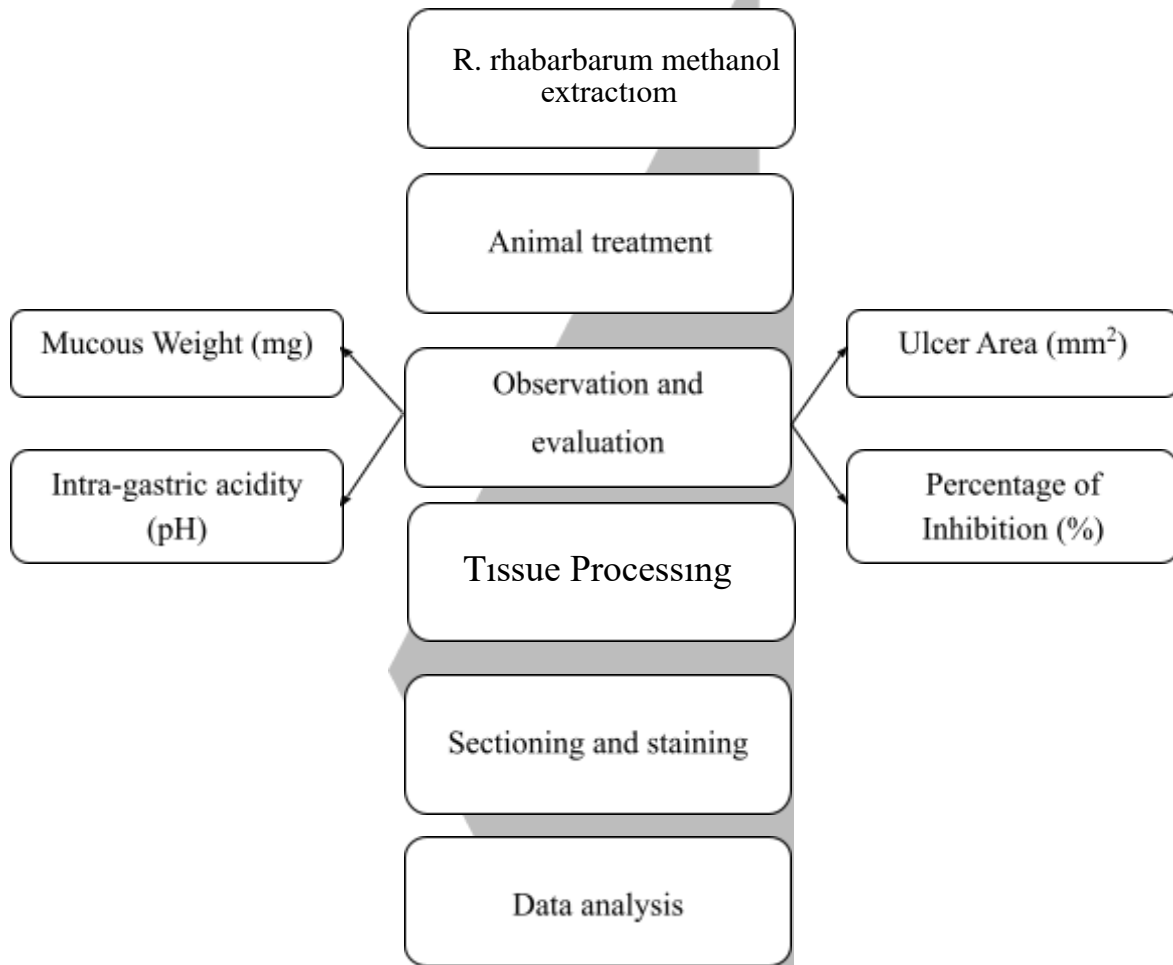 R. rhabarbarum methanol
extractıom
Animal treatment
Mucous Weight (mg)
Ulcer Area (mm²)
Observation and
evaluation
Intra-gastric acidity
(pH)
Percentage of
Inhibition (%)
Tıssue Processıng
Sectioning and staining
Data analysis